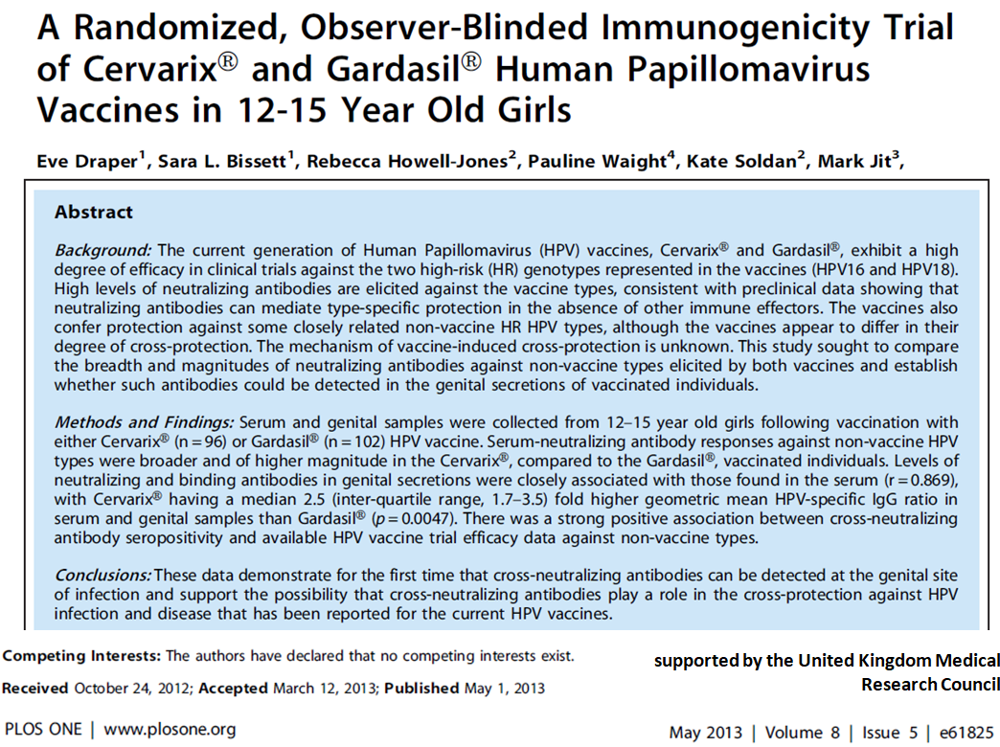 A Randomized, Observer-Blinded Immunogenicity Trial
of Cervarix® and Gardasil® Human Papillomavirus
Vaccines in 12-15 Year Old Girls
Eve Draper1, Sara L. Bissett1, Rebecca Howell-Jones2, Pauline Waight4, Kate Soldan2, Mark Jit3,
Abstract
Background: The current generation of Human Papillomavirus (HPV) vaccines, Cervarix® and Gardasil®, exhibit a high
degree of efficacy in clinical trials against the two high-risk (HR) genotypes represented in the vaccines (HPV16 and HPV18).
High levels of neutralizing antibodies are elicited against the vaccine types, consistent with preclinical data showing that
neutralizing antibodies can mediate type-specific protection in the absence of other immune effectors. The vaccines also
confer protection against some closely related non-vaccine HR HPV types, although the vaccines appear to differ in their
degree of cross-protection. The mechanism of vaccine-induced cross-protection is unknown. This study sought to compare
the breadth and magnitudes of neutralizing antibodies against non-vaccine types elicited by both vaccines and establish
whether such antibodies could be detected in the genital secretions of vaccinated individuals.
Methods and Findings: Serum and genital samples were collected from 12–15 year old girls following vaccination with
either Cervarix® (n = 96) or Gardasil® (n = 102) HPV vaccine. Serum-neutralizing antibody responses against non-vaccine HPV
types were broader and of higher magnitude in the Cervarix®, compared to the Gardasil®, vaccinated individuals. Levels of
neutralizing and binding antibodies in genital secretions were closely associated with those found in the serum (r = 0.869),
with Cervarix® having a median 2.5 (inter-quartile range, 1.7–3.5) fold higher geometric mean HPV-specific IgG ratio in
serum and genital samples than Gardasil® (p = 0.0047). There was a strong positive association between cross-neutralizing
antibody seropositivity and available HPV vaccine trial efficacy data against non-vaccine types.
Conclusions: These data demonstrate for the first time that cross-neutralizing antibodies can be detected at the genital site
of infection and support the possibility that cross-neutralizing antibodies play a role in the cross-protection against HPV
infection and disease that has been reported for the current HPV vaccines.
Competing Interests: The authors have declared that no competing interests exist.
supported by the United Kingdom Medical
Research Council
Received October 24, 2012; Accepted March 12, 2013; Published May 1, 2013
PLOS ONE | www.plosone.org
May 2013 | Volume 8 | Issue 5 | e61825